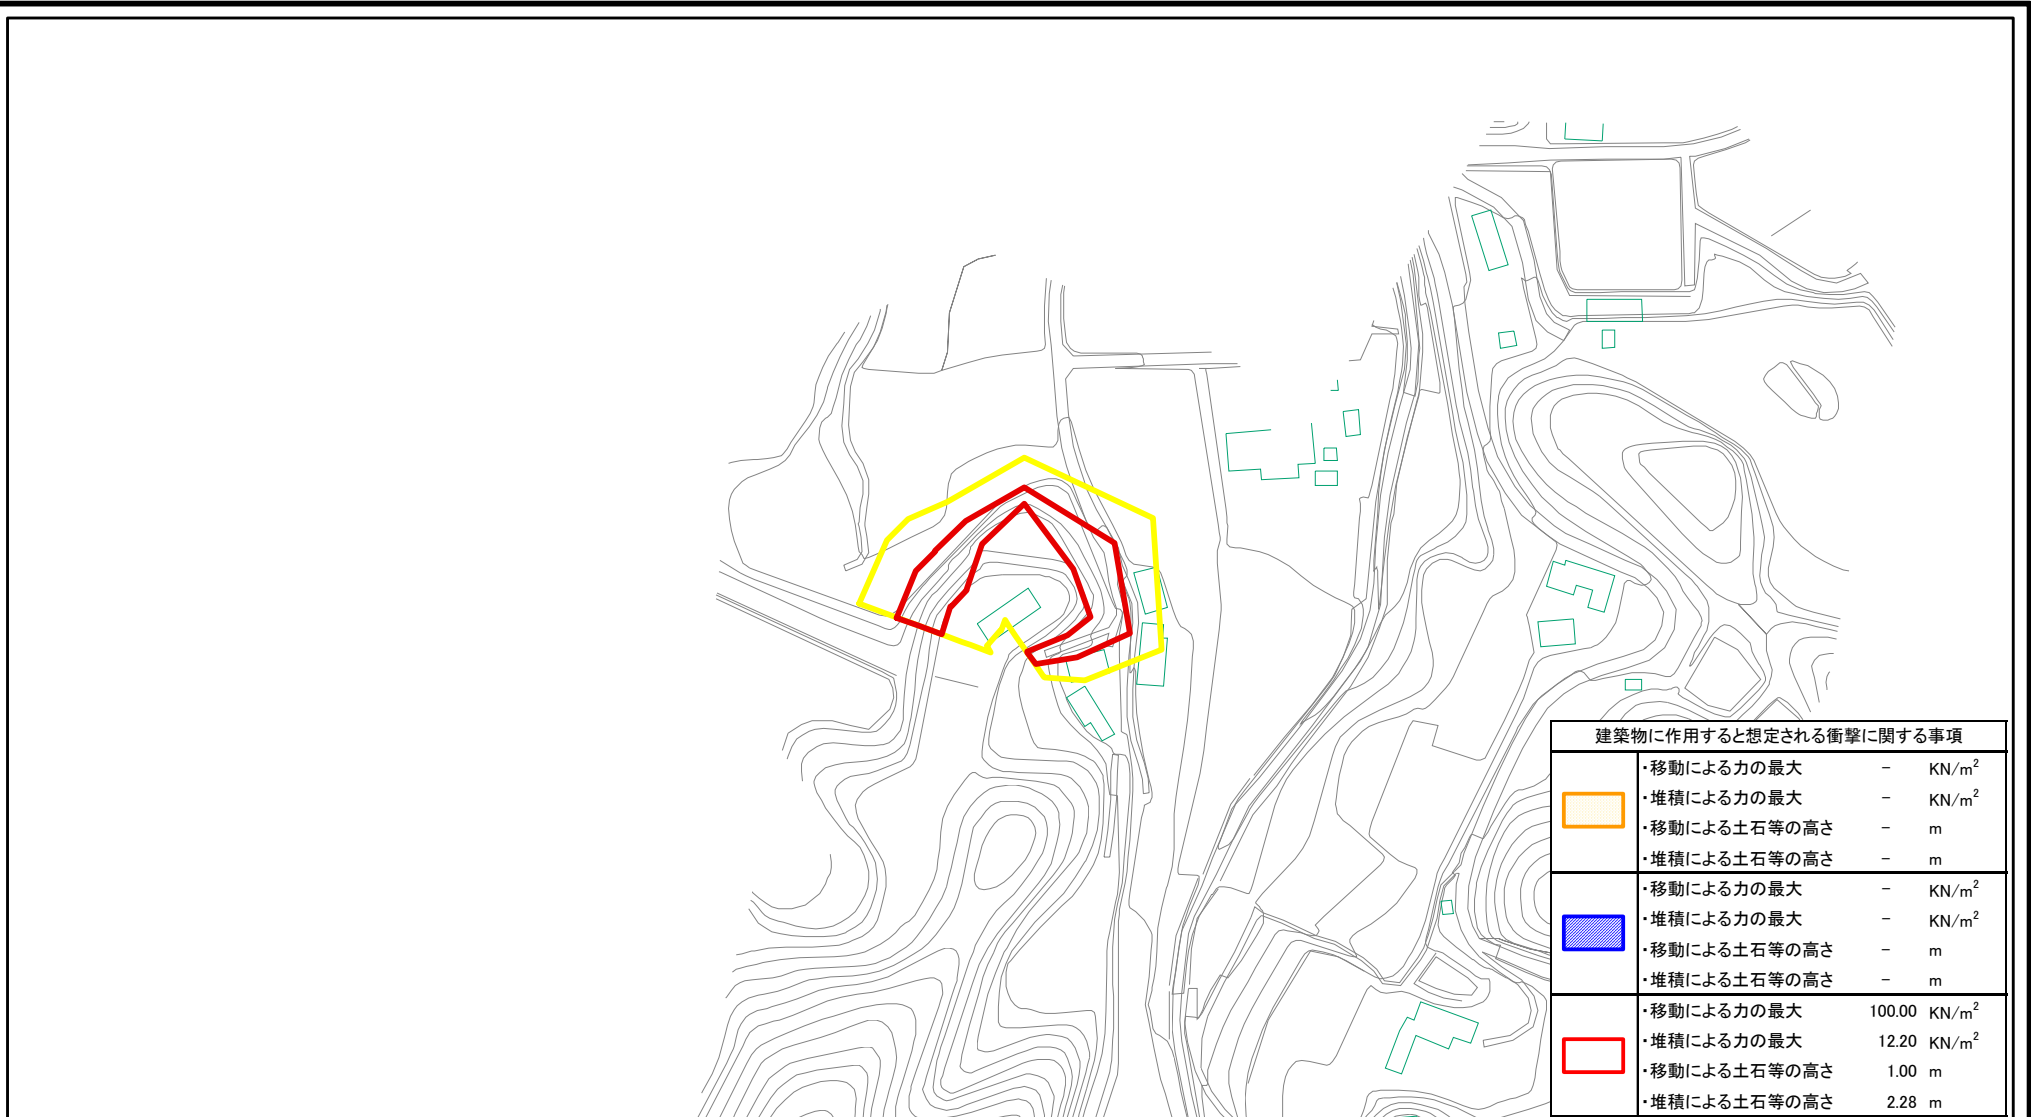 建築物に作用すると想定される衝撃に関する事項
・移動による力の最大 - KN/m²
・堆積による力の最大 - KN/m²
・移動による土石等の高さ - m
・堆積による土石等の高さ - m
・移動による力の最大 - KN/m²
・堆積による力の最大 - KN/m²
・移動による土石等の高さ - m
・堆積による土石等の高さ - m
・移動による力の最大 100.00 KN/m²
・堆積による力の最大 12.20 KN/m²
・移動による土石等の高さ 1.00 m
・堆積による土石等の高さ 2.28 m